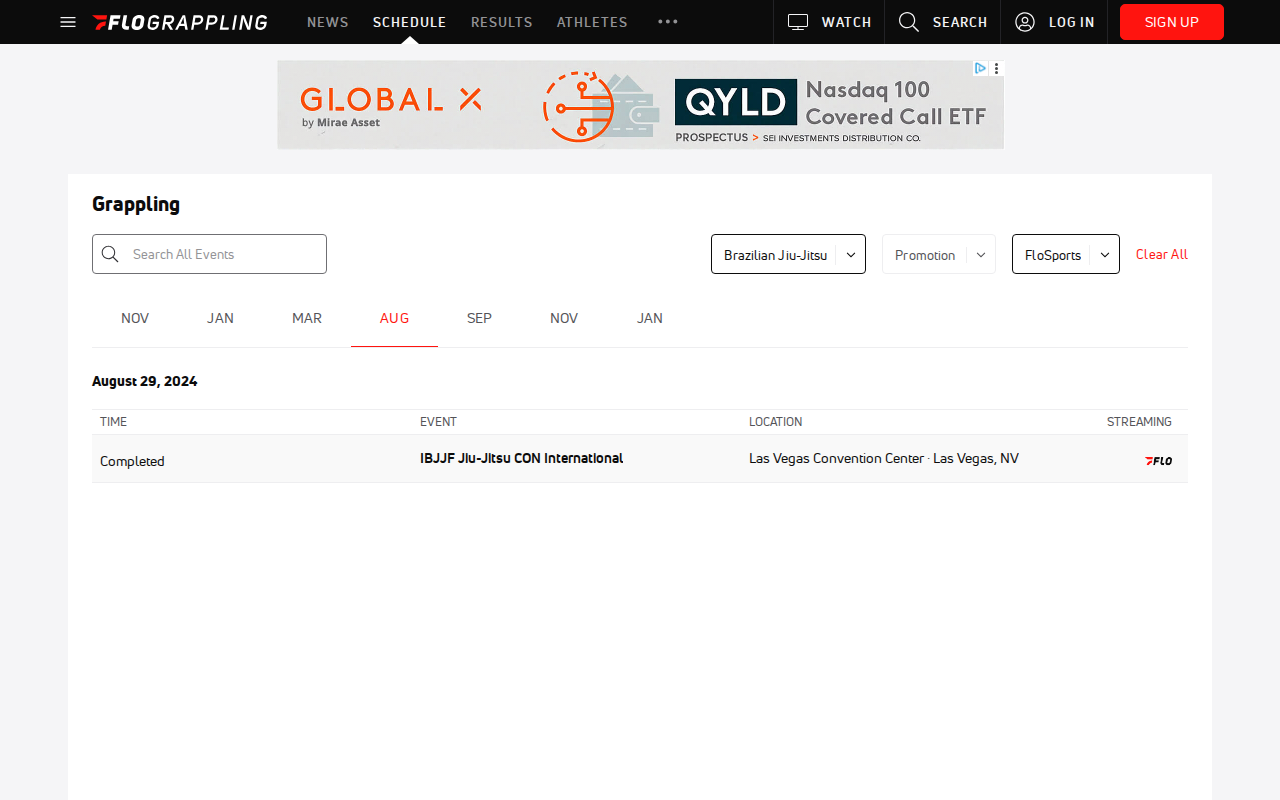 FLOGRAPPLING
NEWS
SCHEDULE
RESULTS
ATHLETES
WATCH
SEARCH
LOG IN
SIGN UP
GLOBAL X
by Mirae Asset
QYLD
Nasdaq 100
Covered Call ETF
PROSPECTUS > SEI INVESTMENTS DISTRIBUTION CO.
Grappling
Search All Events
Brazilian Jiu-Jitsu
Promotion
FloSports
Clear All
NOV
JAN
MAR
AUG
SEP
NOV
JAN
August 29, 2024
TIME
EVENT
LOCATION
STREAMING
Completed
IBJJF Jiu-Jitsu CON International
Las Vegas Convention Center · Las Vegas, NV
FLO